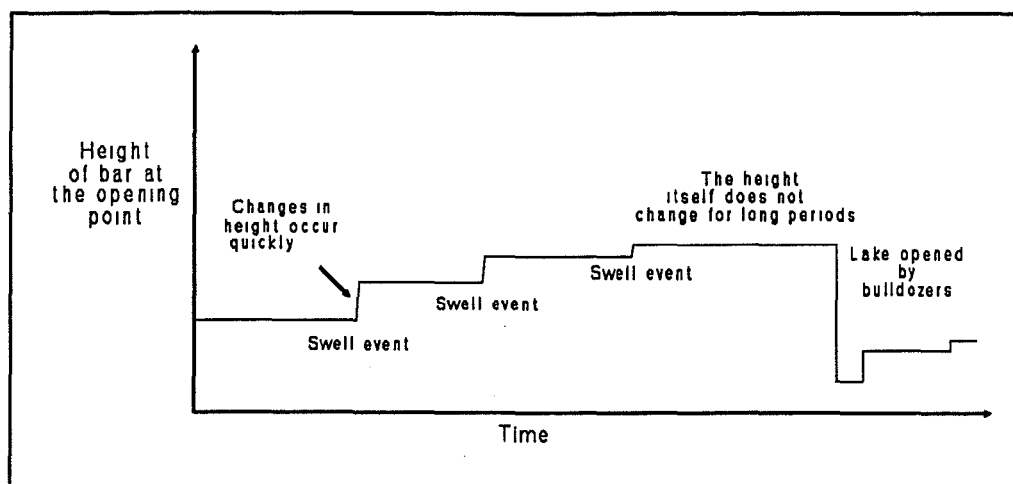 Height
of bar at
the opening
point
Changes in
height occur
quickly
The height
itself does not
change for long periods
Lake opened
by
bulldozers
Swell event
Swell event
Swell event
Time